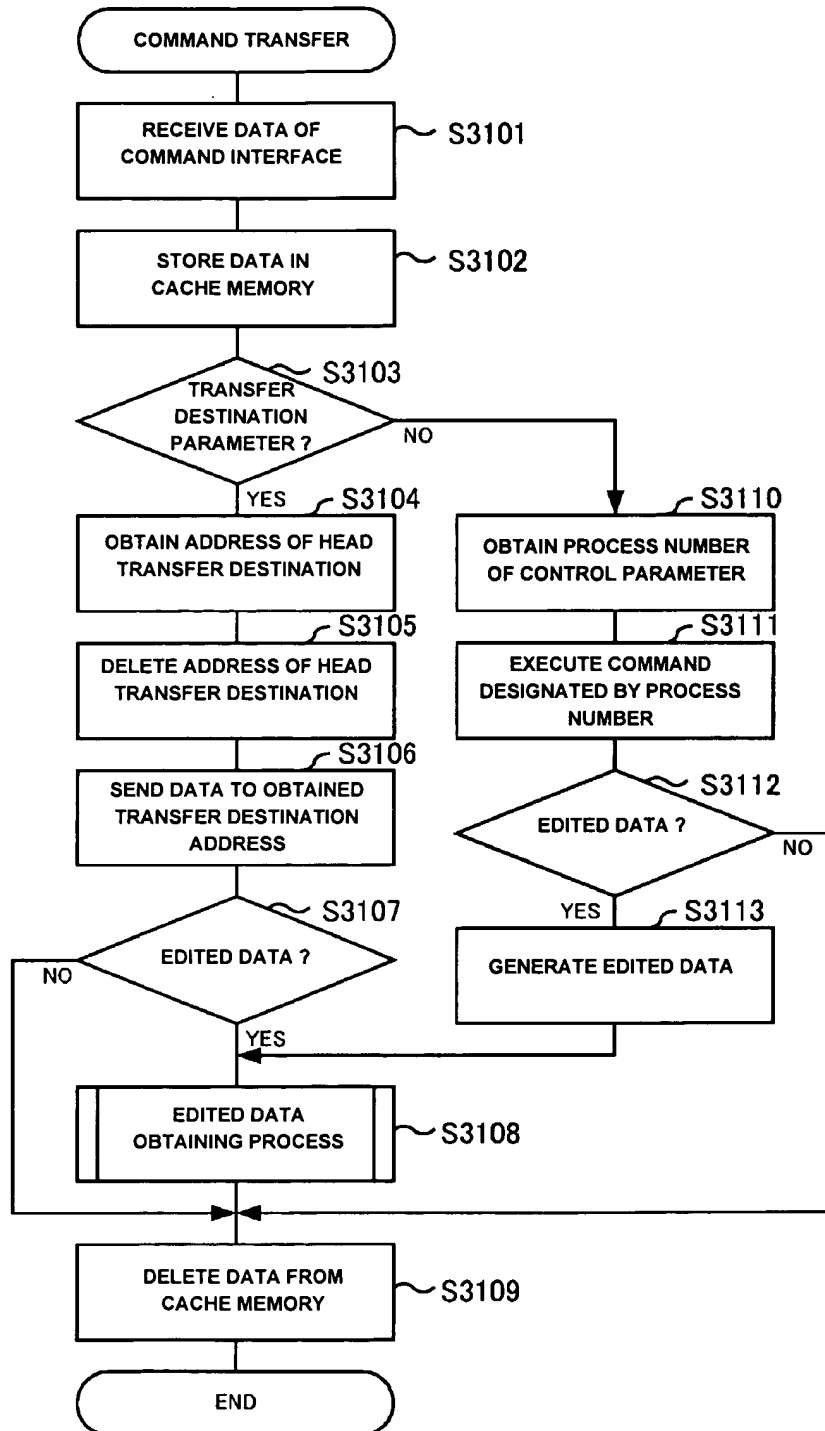 COMMAND TRANSFER
RECEIVE DATA OF
COMMAND INTERFACE
S3101
STORE DATA IN
CACHE MEMORY
S3102
S3103
TRANSFER
DESTINATION
PARAMETER ?
NO
YES
S3104
OBTAIN ADDRESS OF HEAD
TRANSFER DESTINATION
S3105
DELETE ADDRESS OF HEAD
TRANSFER DESTINATION
S3106
SEND DATA TO OBTAINED
TRANSFER DESTINATION
ADDRESS
S3107
EDITED DATA ?
NO
YES
S3110
OBTAIN PROCESS NUMBER
OF CONTROL PARAMETER
S3111
EXECUTE COMMAND
DESIGNATED BY PROCESS
NUMBER
S3112
EDITED DATA ?
NO
YES
S3113
GENERATE EDITED DATA
EDITED DATA
OBTAINING PROCESS
S3108
DELETE DATA FROM
CACHE MEMORY
S3109
END